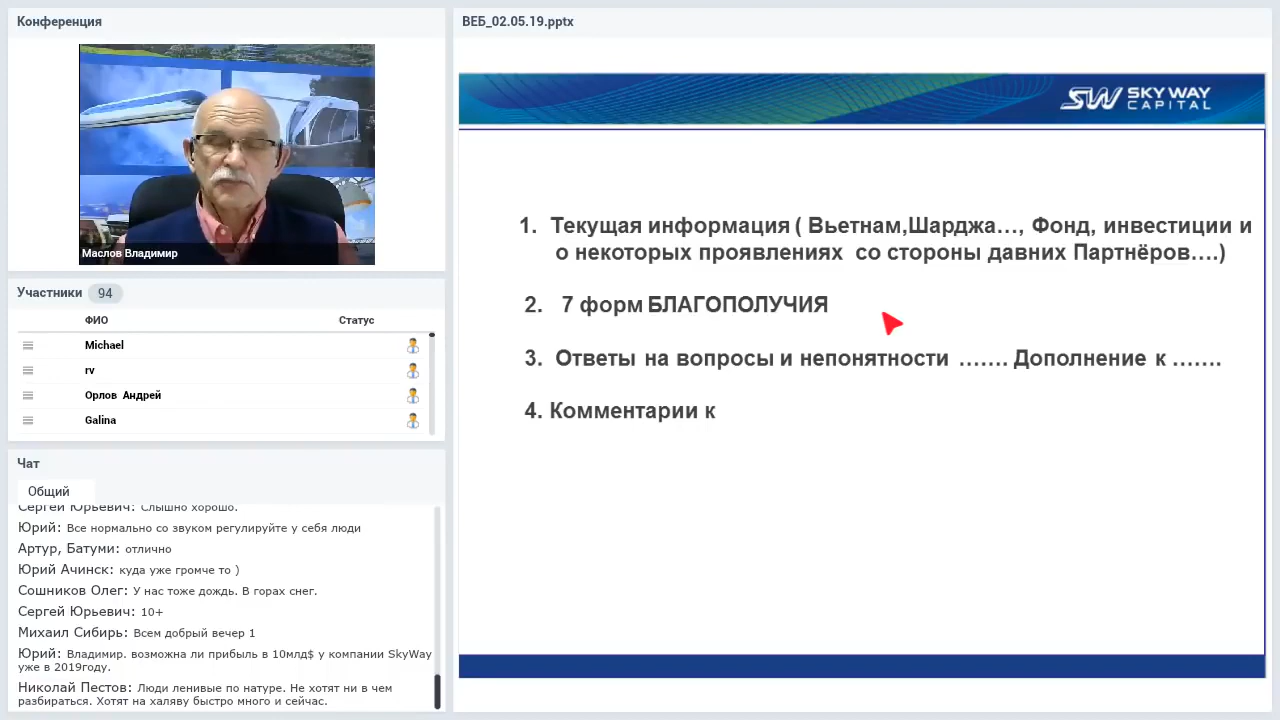 Конференция
Маслов Владимир
Участники 94
ФИО Статус
Michael
rv
Орлов Андрей
Galina
Чат
Общий
Сергей Юрьевич: Слышно хорошо.
Юрий: Все нормально со звуком регулируйте у себя люди
Артур, Батуми: отлично
Юрий Ачинск: куда уже громче то )
Сошников Олег: У нас тоже дождь. В горах снег.
Сергей Юрьевич: 10+
Михаил Сибирь: Всем добрый вечер 1
Юрий: Владимир. возможна ли прибыль в 10млд$ у компании SkyWay
уже в 2019году.
Николай Пестов: Люди ленивые по натуре. Не хотят ни в чем
разбираться. Хотят на халяву быстро много и сейчас.
ВЕБ_02.05.19.pptx
SW SKY WAY
CAPITAL
1. Текущая информация ( Вьетнам,Шарджа…, Фонд, инвестиции и
о некоторых проявлениях со стороны давних Партнёров….)
2. 7 форм БЛАГОПОЛУЧИЯ
3. Ответы на вопросы и непонятности ……. Дополнение к …….
4. Комментарии к